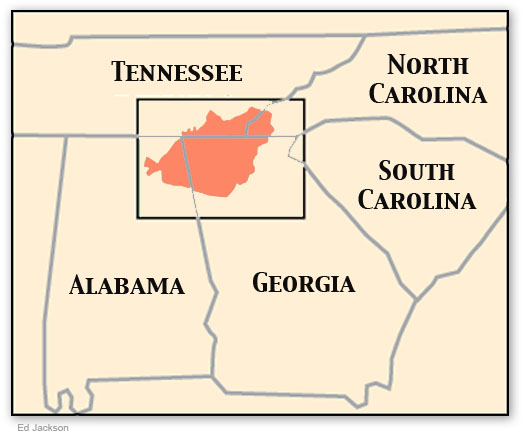 TENNESSEE
NORTH
CAROLINA
SOUTH
CAROLINA
ALABAMA
GEORGIA
Ed Jackson